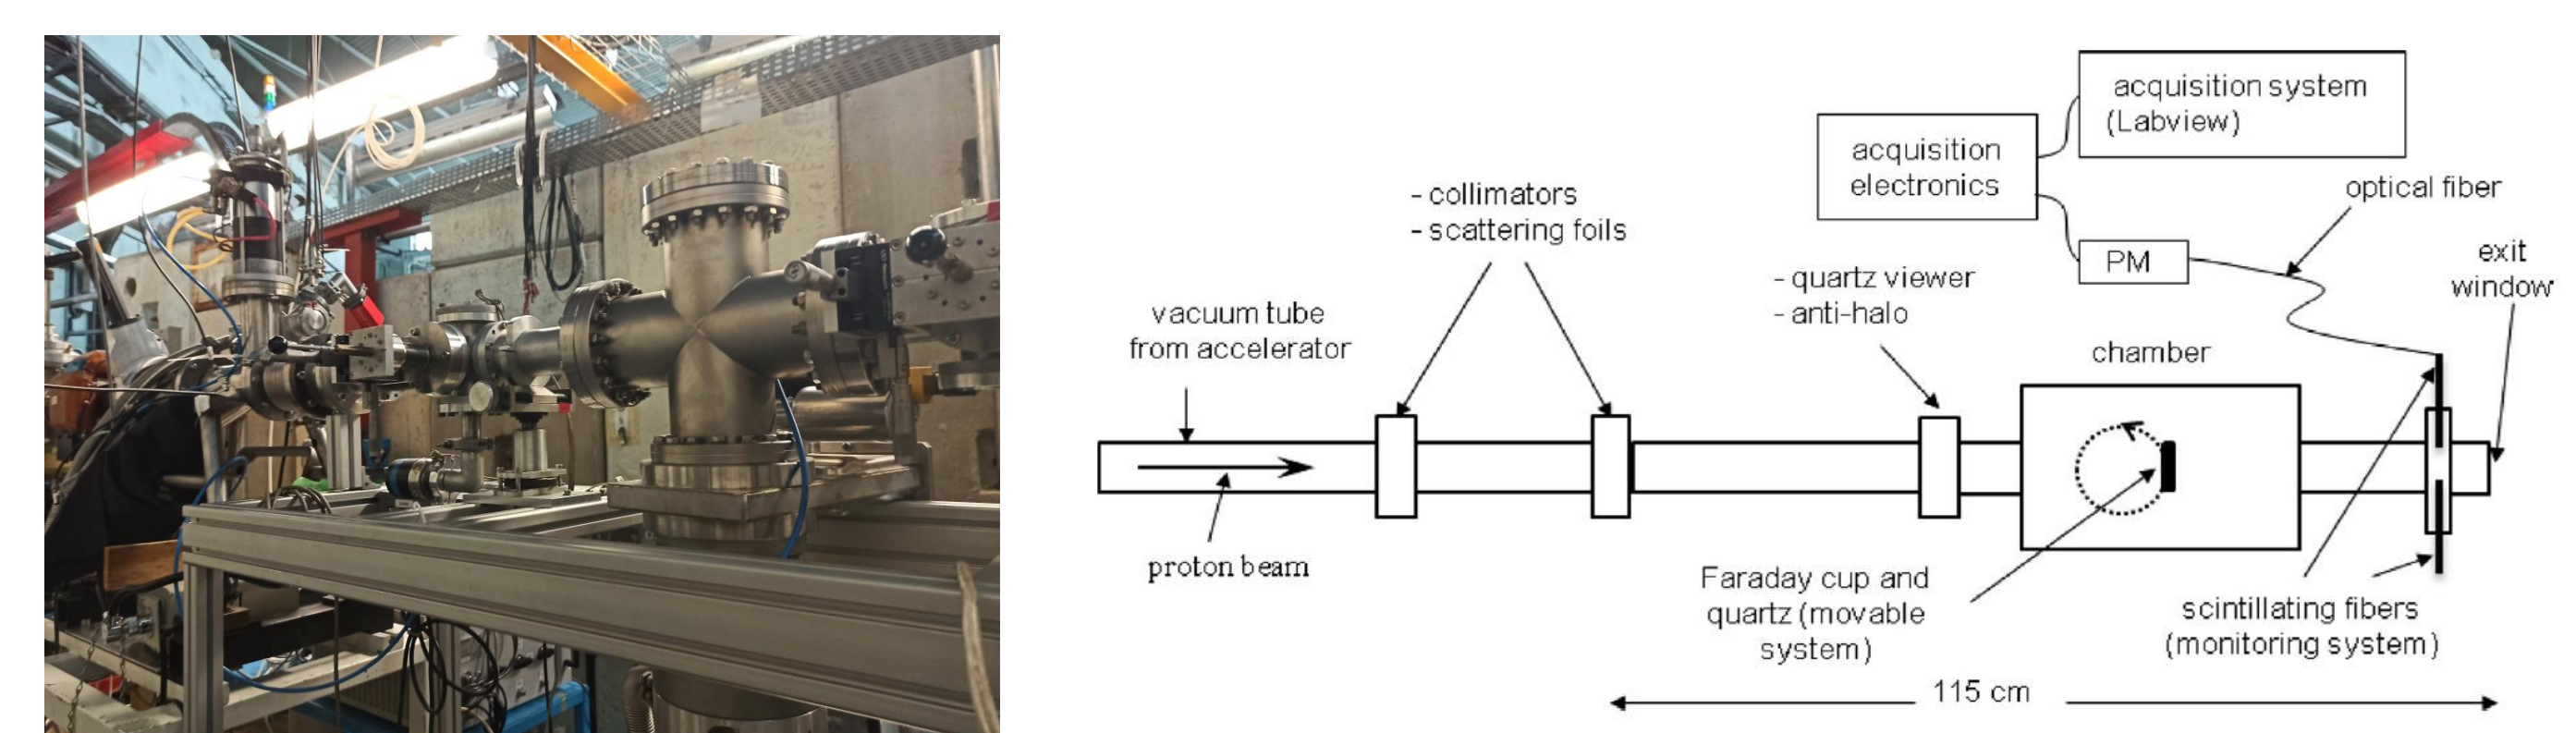 acquisition system
(Labview)
acquisition
electronics
optical fiber
- collimators
- scattering foils
PM
exit
window
- quartz viewer
- anti-halo
vacuum tube
from accelerator
chamber
proton beam
Faraday cup and
quartz (movable
system)
scintillating fibers
(monitoring system)
115 cm